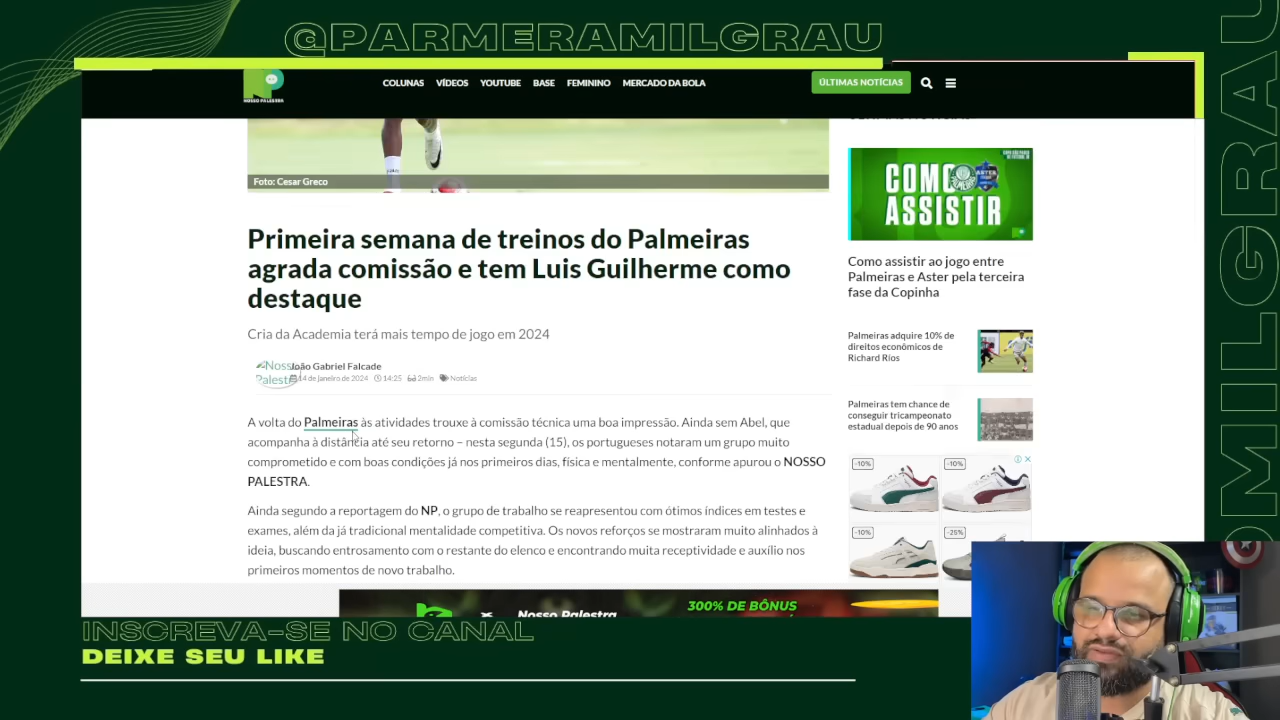 @PARMERAMILGRAU
NOSSO PALESTRA
COLUNAS VÍDEOS YOUTUBE BASE FEMININO MERCADO DA BOLA
ÚLTIMAS NOTÍCIAS
Foto: Cesar Greco
Primeira semana de treinos do Palmeiras
agrada comissão e tem Luis Guilherme como
destaque
Cria da Academia terá mais tempo de jogo em 2024
João Gabriel Falcade
14 de janeiro de 2024 14:25 2min Notícias
A volta do Palmeiras às atividades trouxe à comissão técnica uma boa impressão. Ainda sem Abel, que
acompanha à distância até seu retorno – nesta segunda (15), os portugueses notaram um grupo muito
comprometido e com boas condições já nos primeiros dias, física e mentalmente, conforme apurou o NOSSO
PALESTRA.
Ainda segundo a reportagem do NP, o grupo de trabalho se reapresentou com ótimos índices em testes e
exames, além da já tradicional mentalidade competitiva. Os novos reforços se mostraram muito alinhados à
ideia, buscando entrosamento com o restante do elenco e encontrando muita receptividade e auxílio nos
primeiros momentos de novo trabalho.
Nosso Palestra
300% DE BÔNUS
COMO
ASSISTIR
ASTER
Como assistir ao jogo entre
Palmeiras e Aster pela terceira
fase da Copinha
Palmeiras adquire 10% de
direitos econômicos de
Richard Ríos
Palmeiras tem chance de
conseguir tricampeonato
estadual depois de 90 anos
-10% -10%
-10% -25%
INSCREVA-SE NO CANAL
DEIXE SEU LIKE